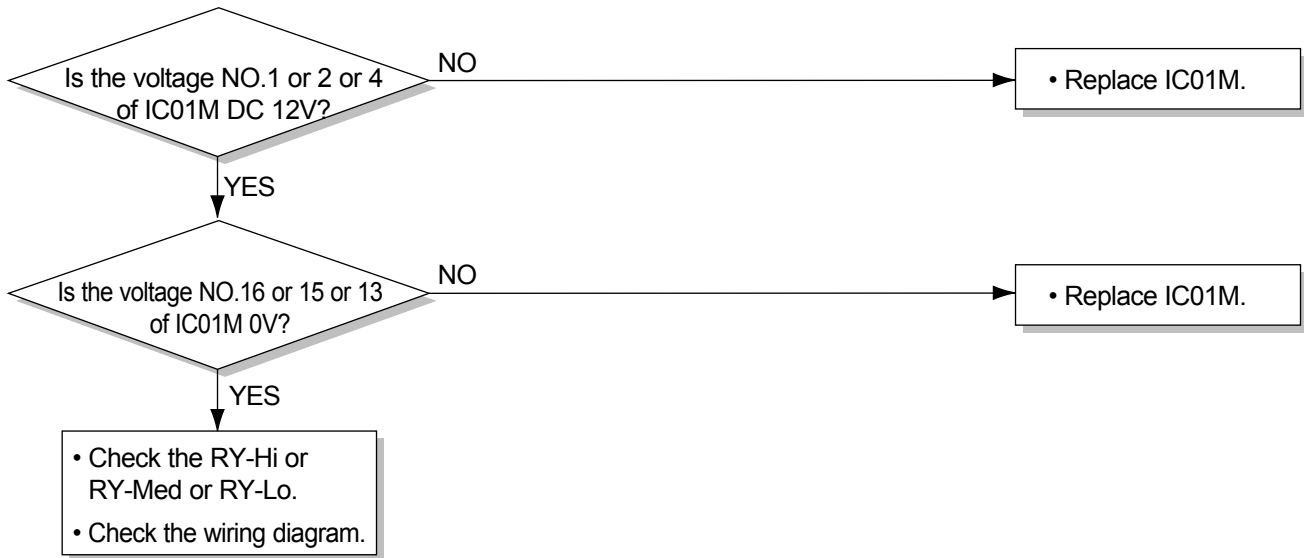 Is the voltage NO.1 or 2 or 4
of IC01M DC 12V?
NO
• Replace IC01M.
YES
Is the voltage NO.16 or 15 or 13
of IC01M 0V?
NO
• Replace IC01M.
YES
• Check the RY-Hi or
RY-Med or RY-Lo.
• Check the wiring diagram.